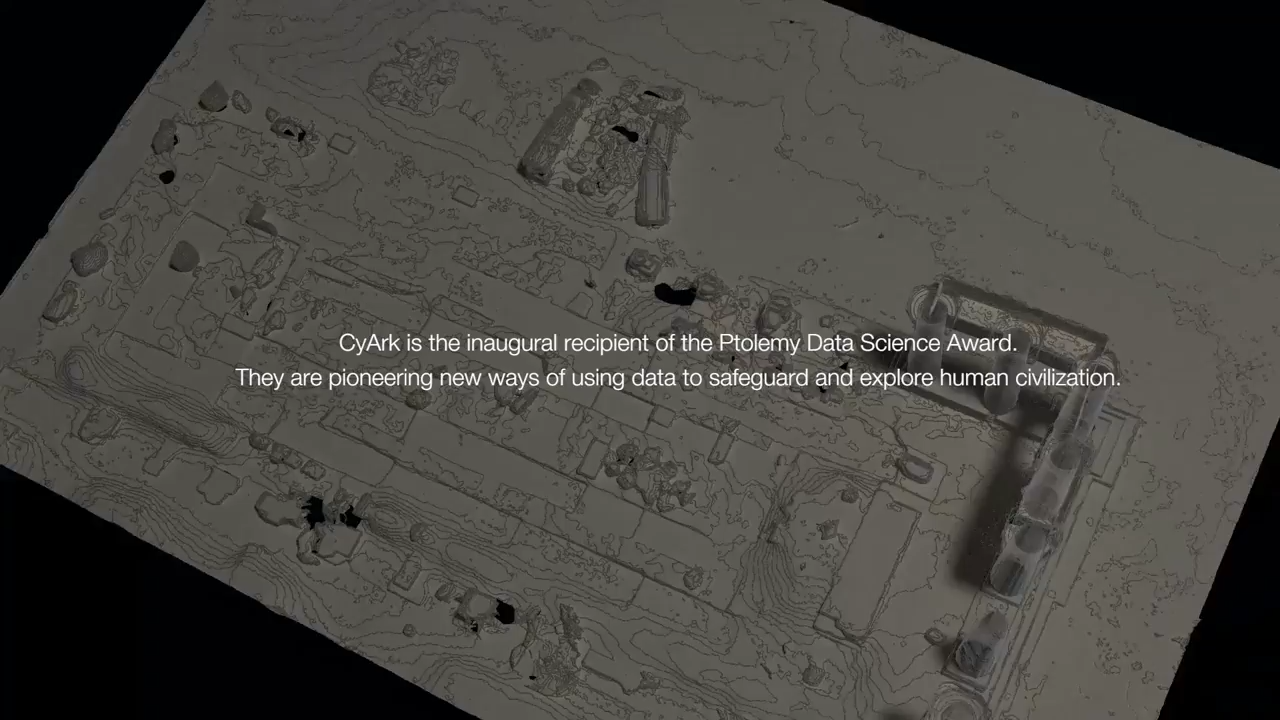 CyArk is the inaugural recipient of the Ptolemy Data Science Award.
They are pioneering new ways of using data to safeguard and explore human civilization.